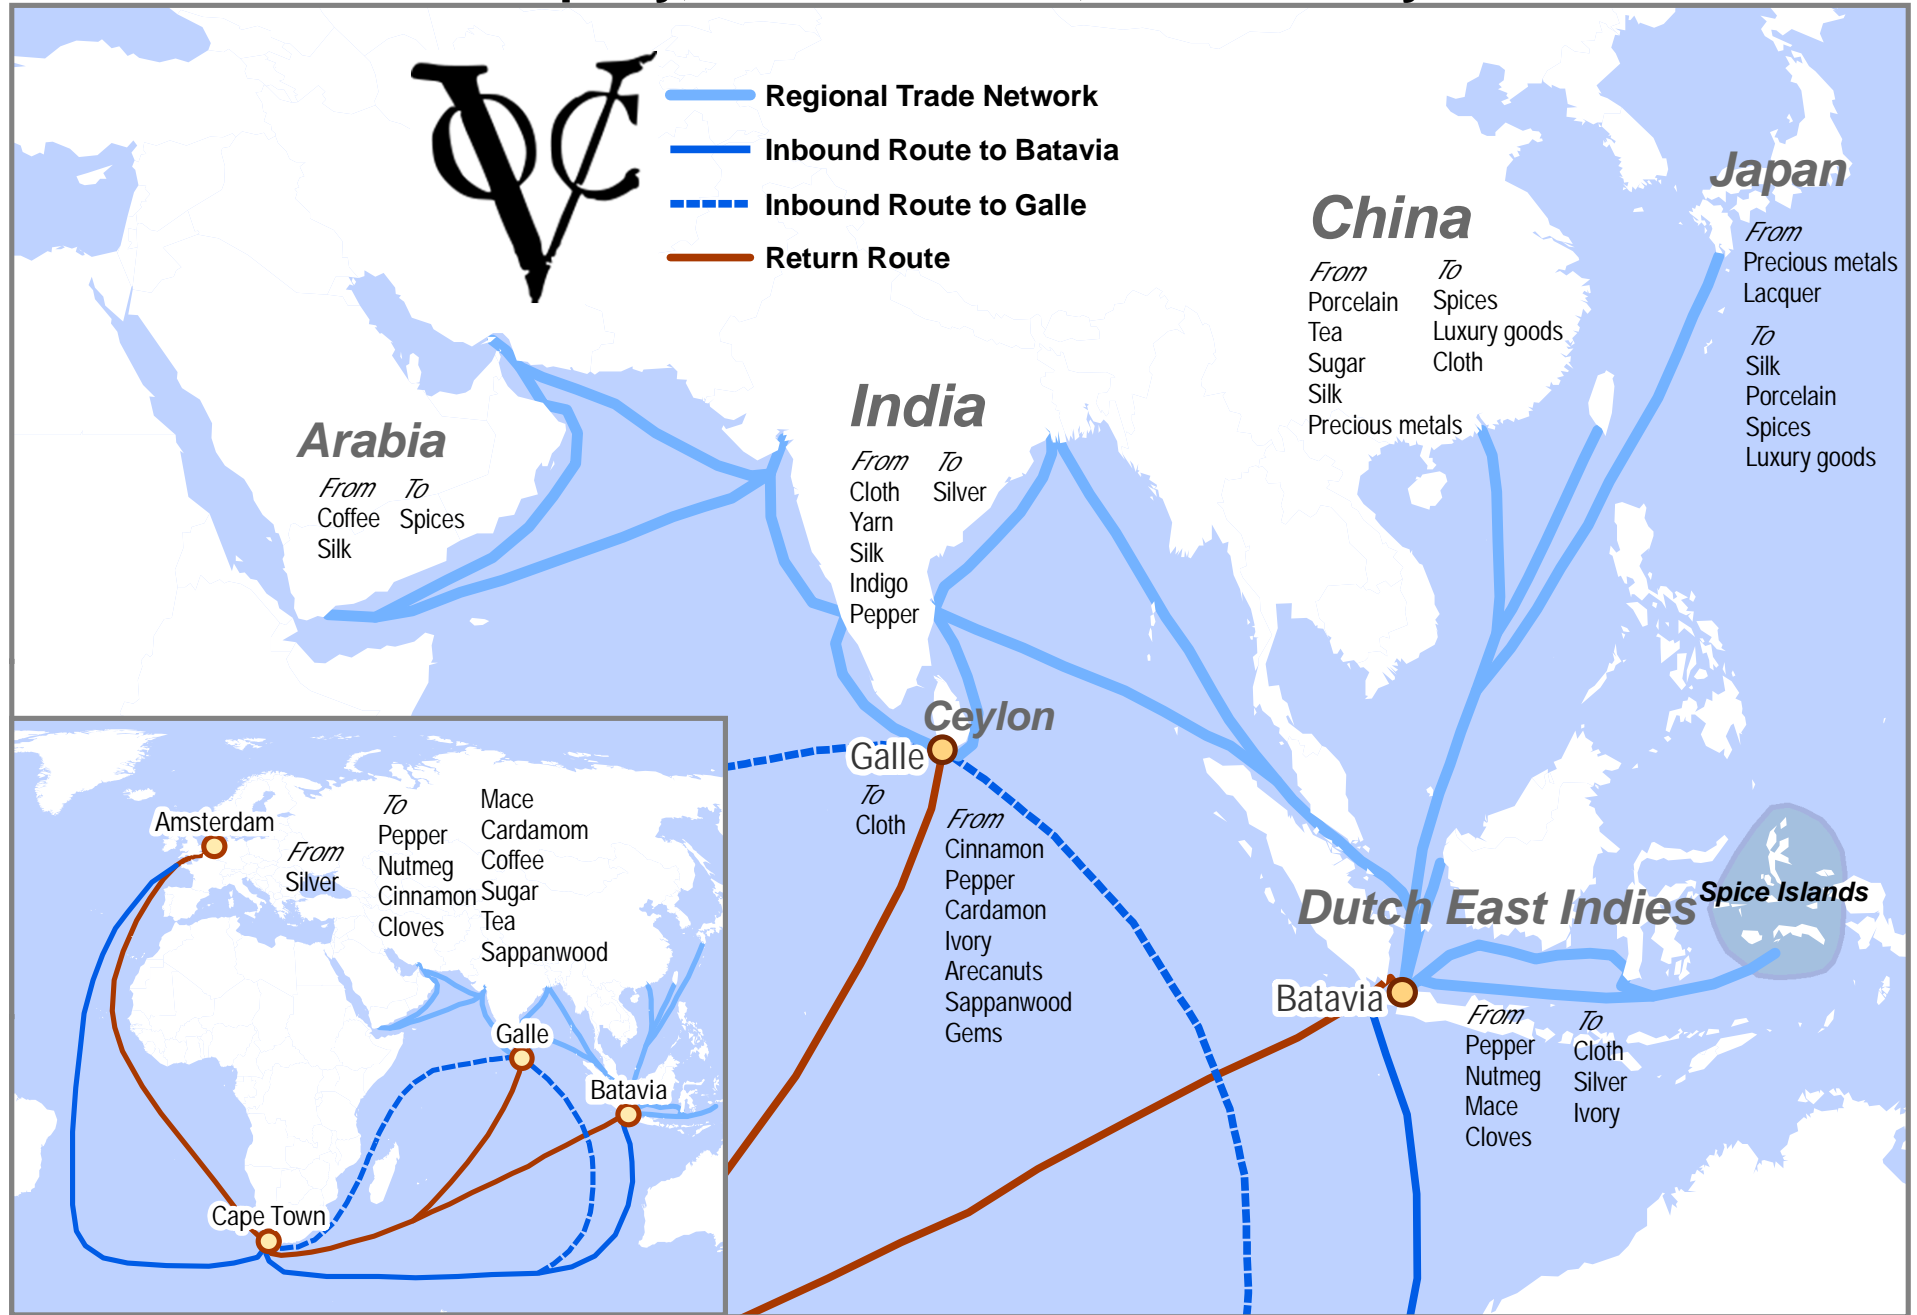 VOC
Regional Trade Network
Inbound Route to Batavia
Inbound Route to Galle
Return Route
Japan
From
Precious metals
Lacquer
To
Silk
Porcelain
Spices
Luxury goods
China
From
Porcelain
Tea
Sugar
Silk
Precious metals
To
Spices
Luxury goods
Cloth
India
From
Cloth
Yarn
Silk
Indigo
Pepper
To
Silver
Arabia
From
Coffee
Silk
To
Spices
Ceylon
Galle
To
Cloth
From
Cinnamon
Pepper
Cardamon
Ivory
Arecanuts
Sappanwood
Gems
Dutch East Indies
Spice Islands
Batavia
From
Pepper
Nutmeg
Mace
Cloves
To
Cloth
Silver
Ivory
Amsterdam
From
Silver
To
Pepper
Nutmeg
Cinnamon
Cloves
Mace
Cardamom
Coffee
Sugar
Tea
Sappanwood
Galle
Batavia
Cape Town